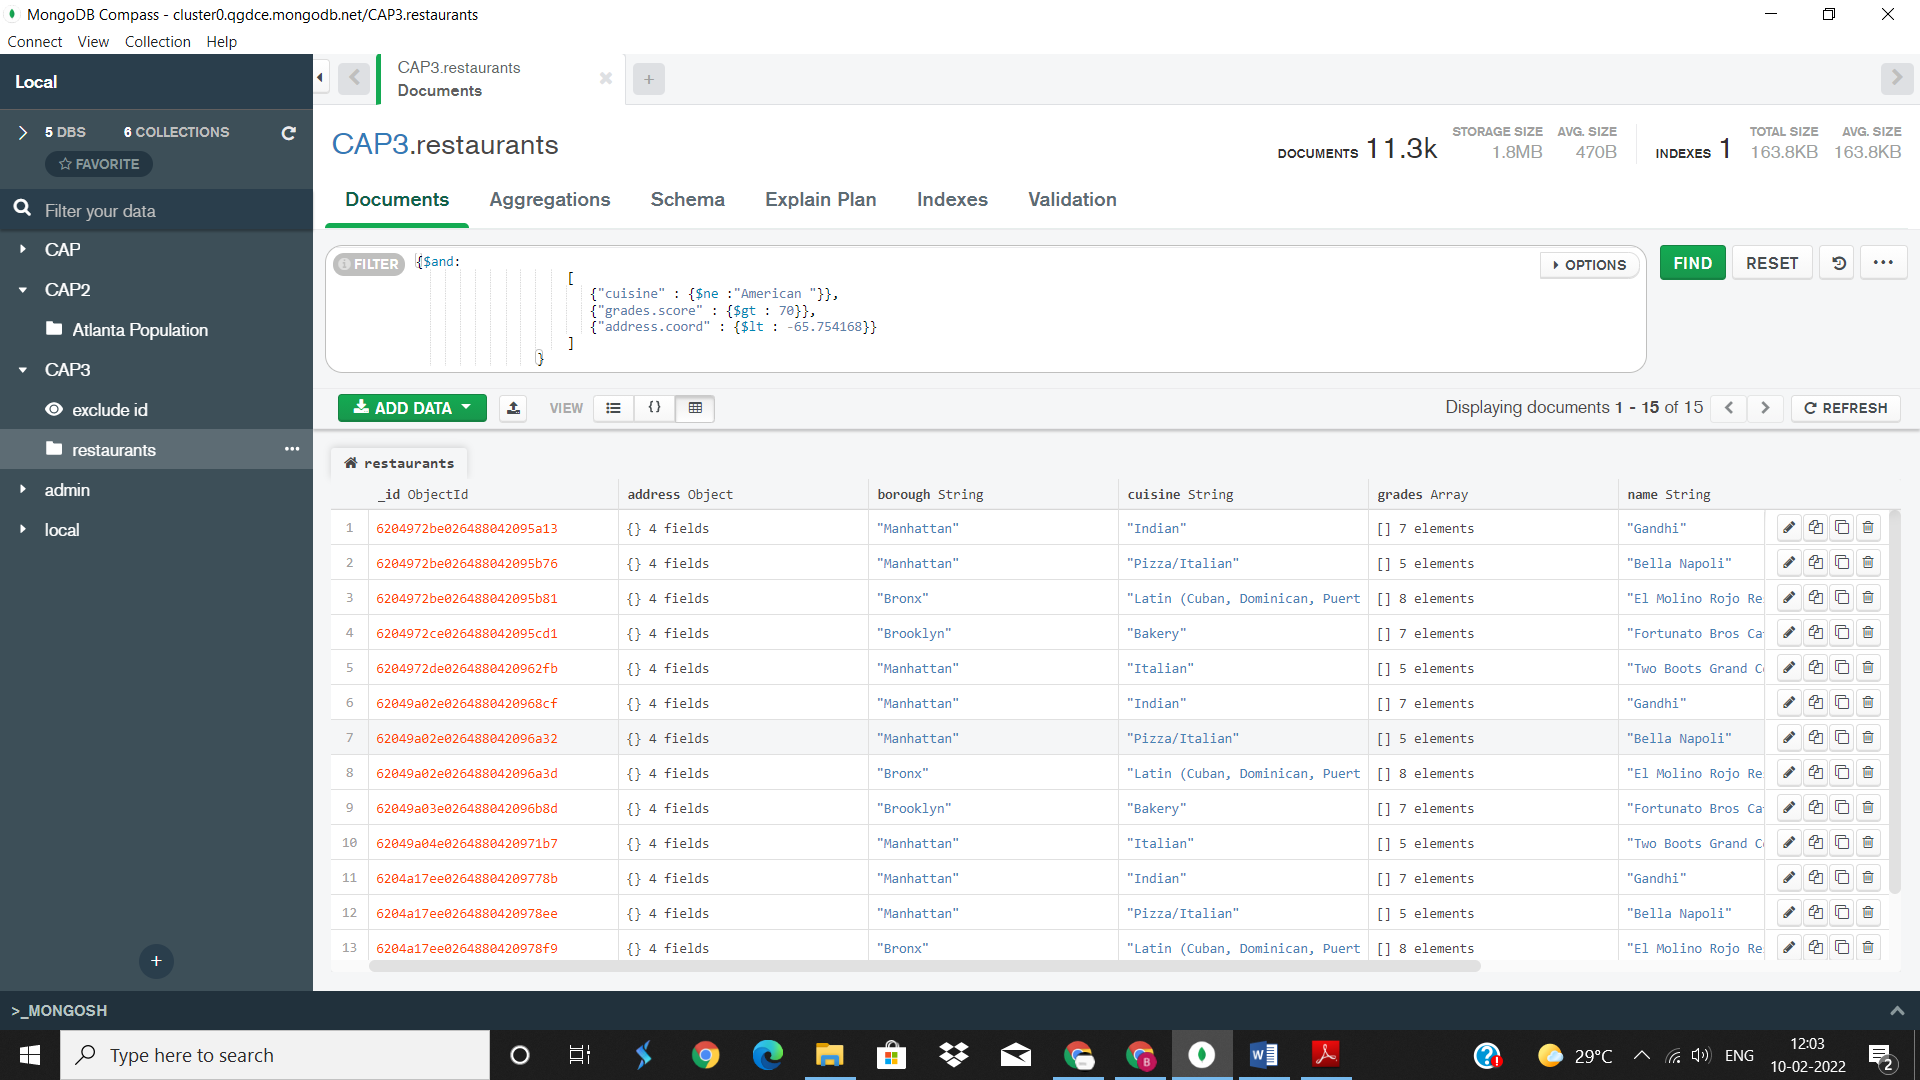 MongoDB Compass - cluster0.qgdce.mongodb.net/CAP3.restaurants
Connect View Collection Help
Local
CAP3.restaurants
Documents
5 DBS 6 COLLECTIONS
FAVORITE
Filter your data
CAP
CAP2
Atlanta Population
CAP3
exclude id
restaurants
admin
local
CAP3.restaurants
DOCUMENTS 11.3k STORAGE SIZE 1.8MB AVG. SIZE 470B INDEXES 1 TOTAL SIZE 163.8KB AVG. SIZE 163.8KB
Documents Aggregations Schema Explain Plan Indexes Validation
FILTER {$and:
[
{"cuisine" : {$ne :"American "}},
{"grades.score" : {$gt : 70}},
{"address.coord" : {$lt : -65.754168}}
]
}
OPTIONS FIND RESET
ADD DATA VIEW Displaying documents 1 - 15 of 15 REFRESH
restaurants
_id ObjectId address Object borough String cuisine String grades Array name String
1 6204972be026488042095a13 {} 4 fields "Manhattan" "Indian" [] 7 elements "Gandhi"
2 6204972be026488042095b76 {} 4 fields "Manhattan" "Pizza/Italian" [] 5 elements "Bella Napoli"
3 6204972be026488042095b81 {} 4 fields "Bronx" "Latin (Cuban, Dominican, Puert [] 8 elements "El Molino Rojo Re
4 6204972ce026488042095cd1 {} 4 fields "Brooklyn" "Bakery" [] 7 elements "Fortunato Bros Ca
5 6204972de0264880420962fb {} 4 fields "Manhattan" "Italian" [] 5 elements "Two Boots Grand C
6 62049a02e0264880420968cf {} 4 fields "Manhattan" "Indian" [] 7 elements "Gandhi"
7 62049a02e026488042096a32 {} 4 fields "Manhattan" "Pizza/Italian" [] 5 elements "Bella Napoli"
8 62049a02e026488042096a3d {} 4 fields "Bronx" "Latin (Cuban, Dominican, Puert [] 8 elements "El Molino Rojo Re
9 62049a03e026488042096b8d {} 4 fields "Brooklyn" "Bakery" [] 7 elements "Fortunato Bros Ca
10 62049a04e0264880420971b7 {} 4 fields "Manhattan" "Italian" [] 5 elements "Two Boots Grand C
11 6204a17ee02648804209778b {} 4 fields "Manhattan" "Indian" [] 7 elements "Gandhi"
12 6204a17ee0264880420978ee {} 4 fields "Manhattan" "Pizza/Italian" [] 5 elements "Bella Napoli"
13 6204a17ee0264880420978f9 {} 4 fields "Bronx" "Latin (Cuban, Dominican, Puert [] 8 elements "El Molino Rojo Re
>_MONGOSH
Type here to search
29°C ENG 12:03
10-02-2022
2